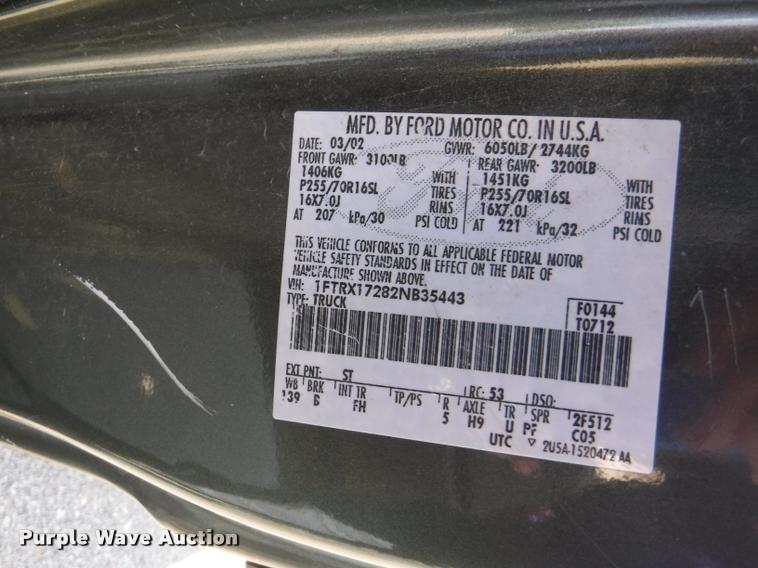 MFD. BY FORD MOTOR CO. IN U.S.A.
DATE: 03/02 GVWR: 6050LB/ 2744KG
FRONT GAWR: 3100LB REAR GAWR: 3200LB
1406KG WITH 1451KG WITH
P255/70R16SL TIRES P255/70R16SL TIRES
16X7.0J RIMS 16X7.0J RIMS
AT 207 kPa/30 PSI COLD AT 221 kPa/32 PSI COLD
THIS VEHICLE CONFORMS TO ALL APPLICABLE FEDERAL MOTOR
VEHICLE SAFETY STANDARDS IN EFFECT ON THE DATE OF
MANUFACTURE SHOWN ABOVE.
VIN: 1FTRX17282NB35443 F0144
TYPE: TRUCK T0712
EXT PNT: ST RC: 53 DSO:
WB BRK INT TR TP/PS R AXLE TR SPR 2F512
139 B FH 5 H9 U PF C05
UTC ▽ 2U5A-1520472 AA
Purple Wave Auction